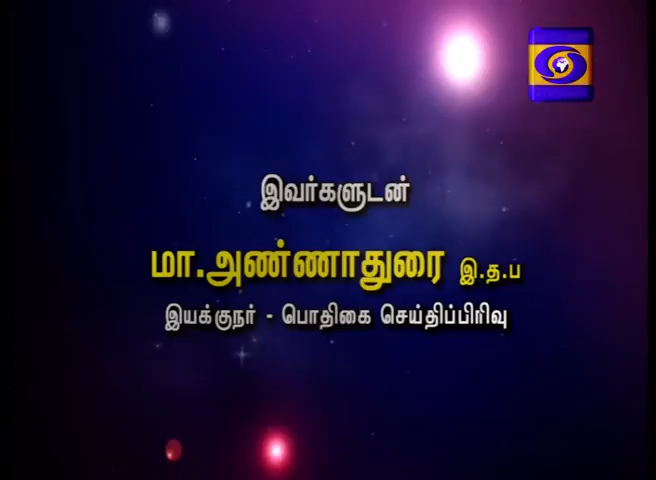 இவர்களுடன்
மா.அண்ணாதுரை இ.த.ப
இயக்குநர் - பொதிகை செய்திப்பிரிவு